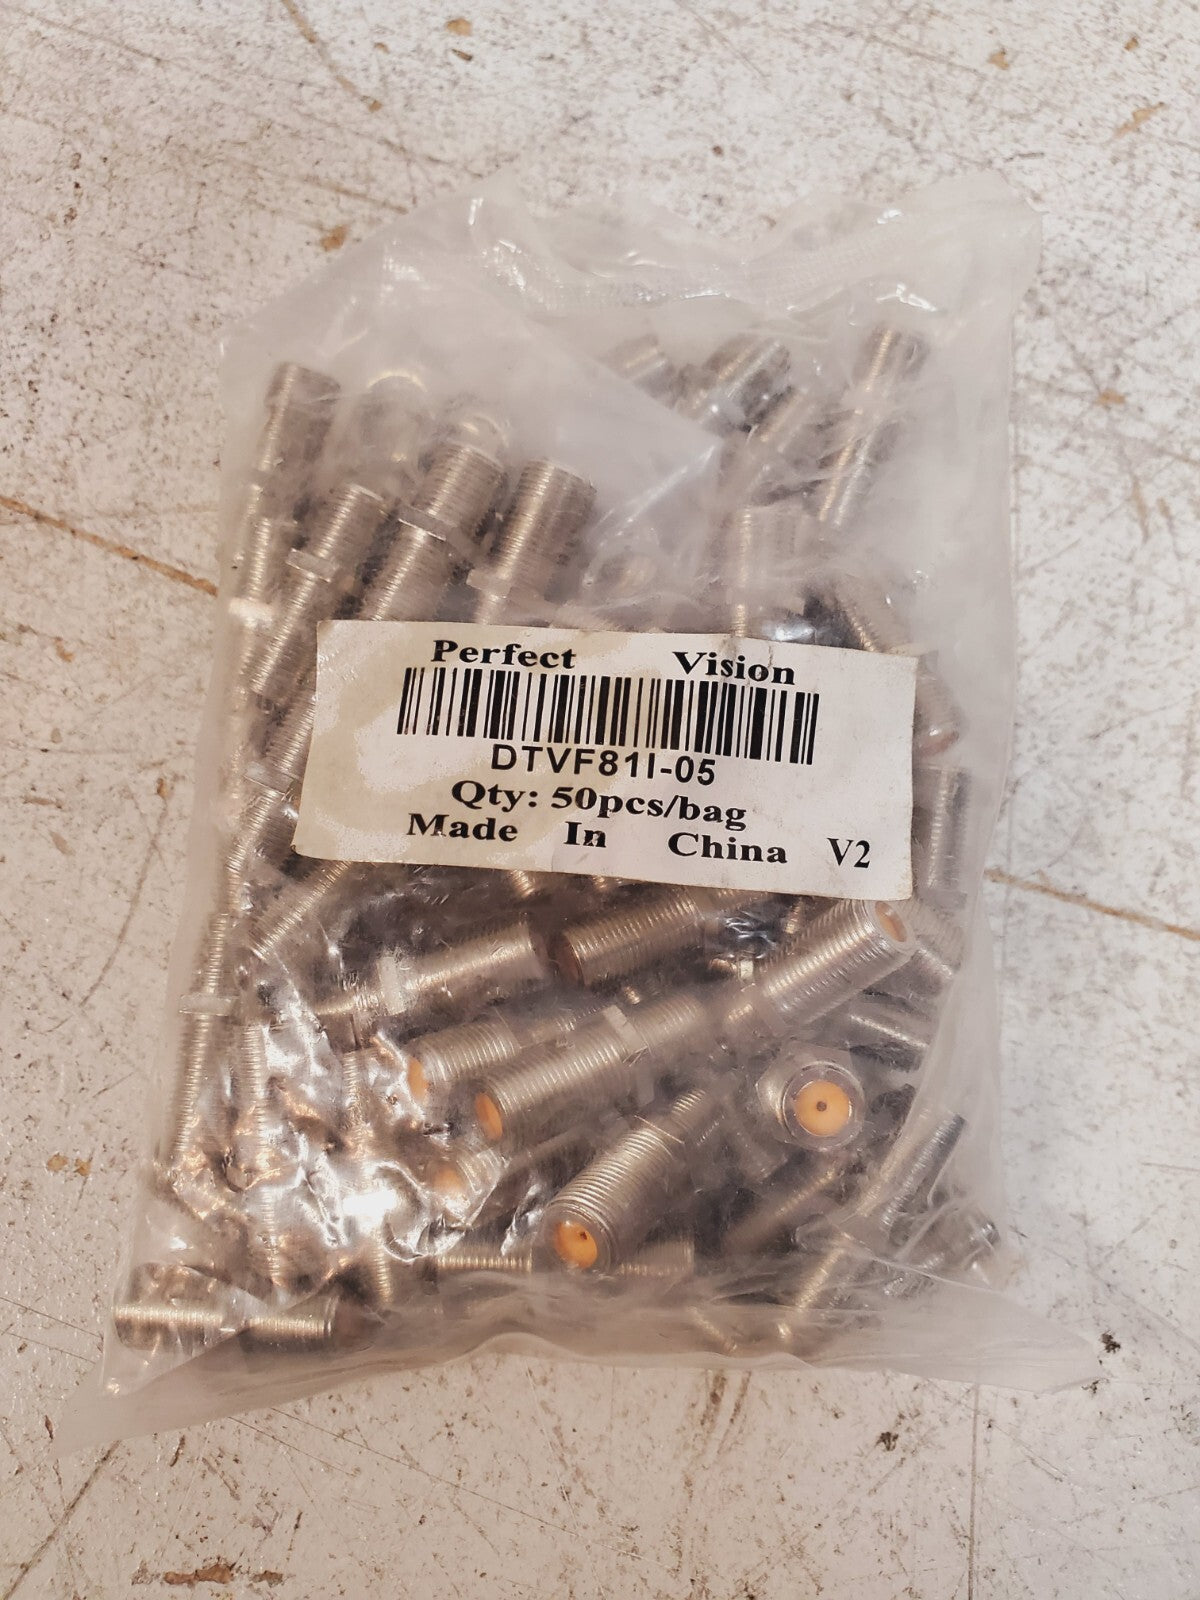 Perfect Vision
DTVF81I-05
Qty: 50pcs/bag
Made In China V2